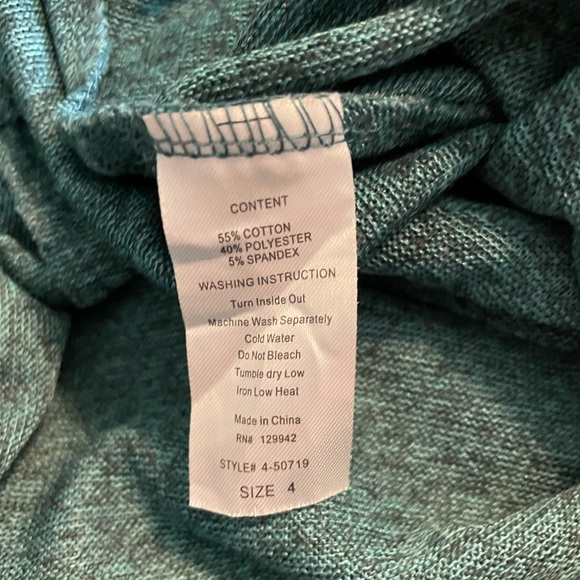 CONTENT
55% COTTON
40% POLYESTER
5% SPANDEX
WASHING INSTRUCTION
Turn Inside Out
Machine Wash Separately
Cold Water
Do Not Bleach
Tumble dry Low
Iron Low Heat
Made in China
RN# 129942
STYLE# 4-50719
SIZE 4